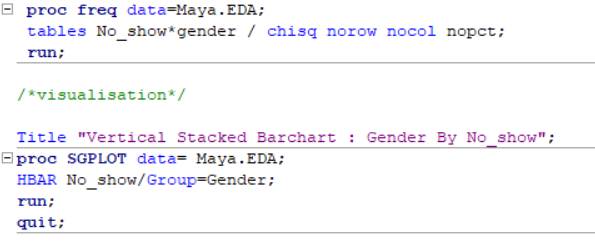 proc freq data=Maya.EDA;
tables No_show*gender / chisq norow nocol nopct;
run;
/*visualisation*/
Title "Vertical Stacked Barchart : Gender By No_show";
proc SGPLOT data= Maya.EDA;
HBAR No_show/Group=Gender;
run;
quit;